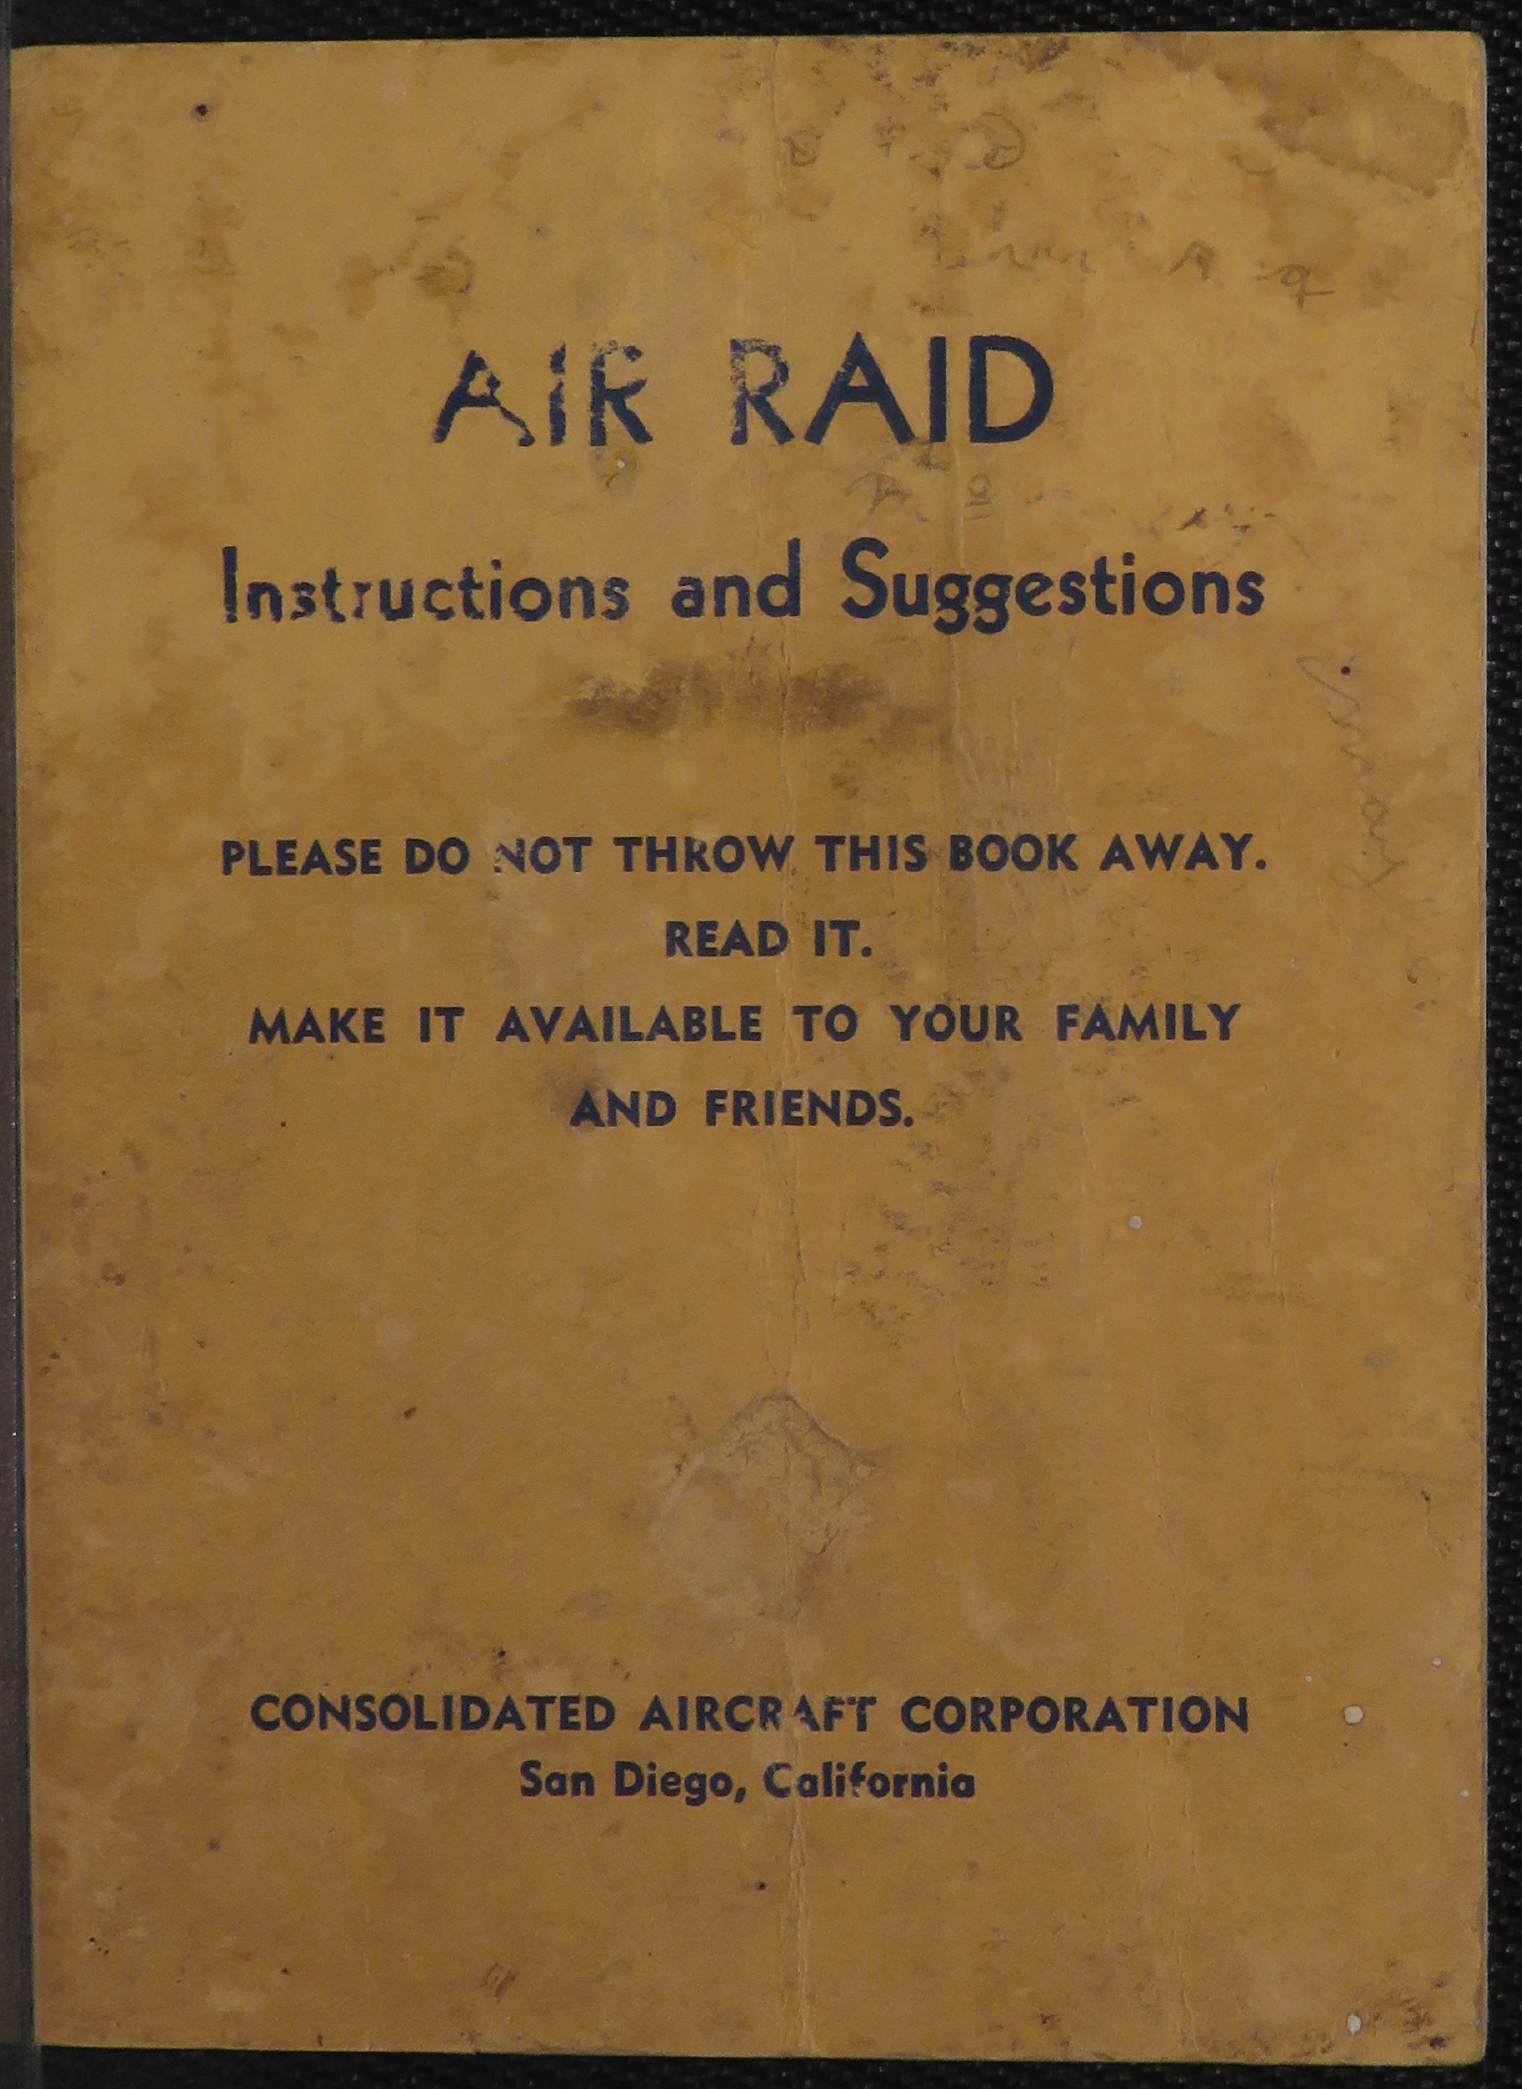 AIR RAID
Instructions and Suggestions
PLEASE DO NOT THROW THIS BOOK AWAY.
READ IT.
MAKE IT AVAILABLE TO YOUR FAMILY
AND FRIENDS.
CONSOLIDATED AIRCRAFT CORPORATION
San Diego, California